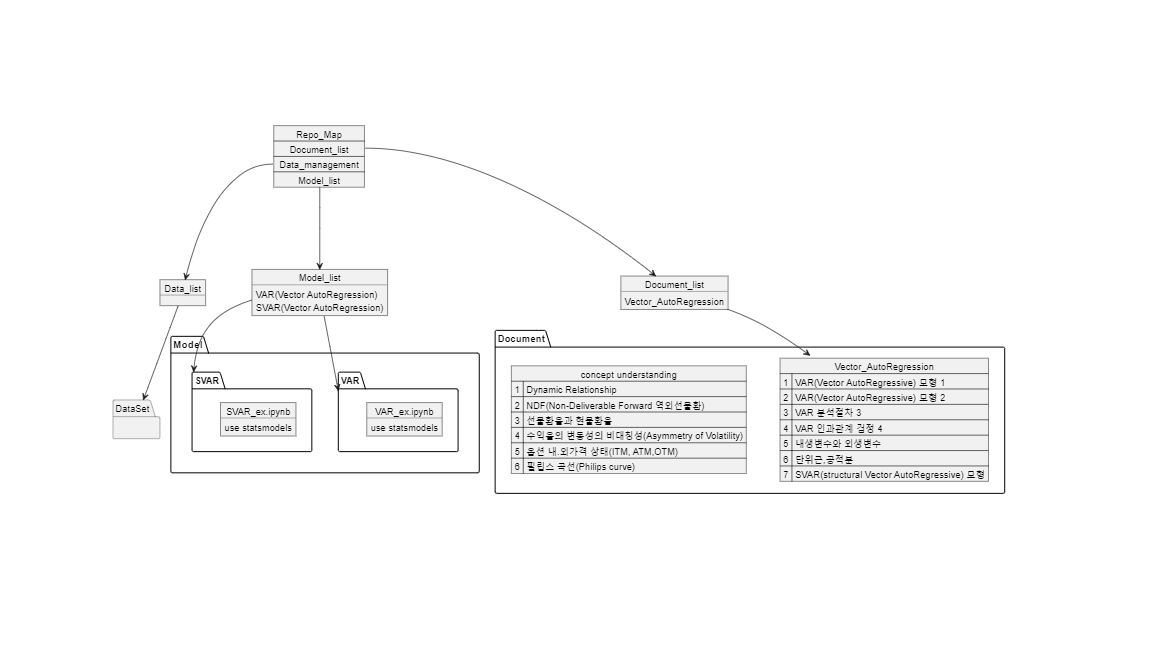 Repo_Map
Document_list
Data_management
Model_list
Data_list
Model_list
VAR(Vector AutoRegression)
SVAR(Vector AutoRegression)
Document_list
Vector_AutoRegression
Model
SVAR
SVAR_ex.ipynb
use statsmodels
VAR
VAR_ex.ipynb
use statsmodels
DataSet
Document
concept understanding
1 Dynamic Relationship
2 NDF(Non-Deliverable Forward 역외선물환)
3 선물환율과 현물환율
4 수익율의 변동성의 비대칭성(Asymmetry of Volatility)
5 옵션 내.외가격 상태(ITM, ATM,OTM)
6 필립스 곡선(Philips curve)
Vector_AutoRegression
1 VAR(Vector AutoRegressive) 모형 1
2 VAR(Vector AutoRegressive) 모형 2
3 VAR 분석절차 3
4 VAR 인과관계 검정 4
5 내생변수와 외생변수
6 단위근,공적분
7 SVAR(structural Vector AutoRegressive) 모형